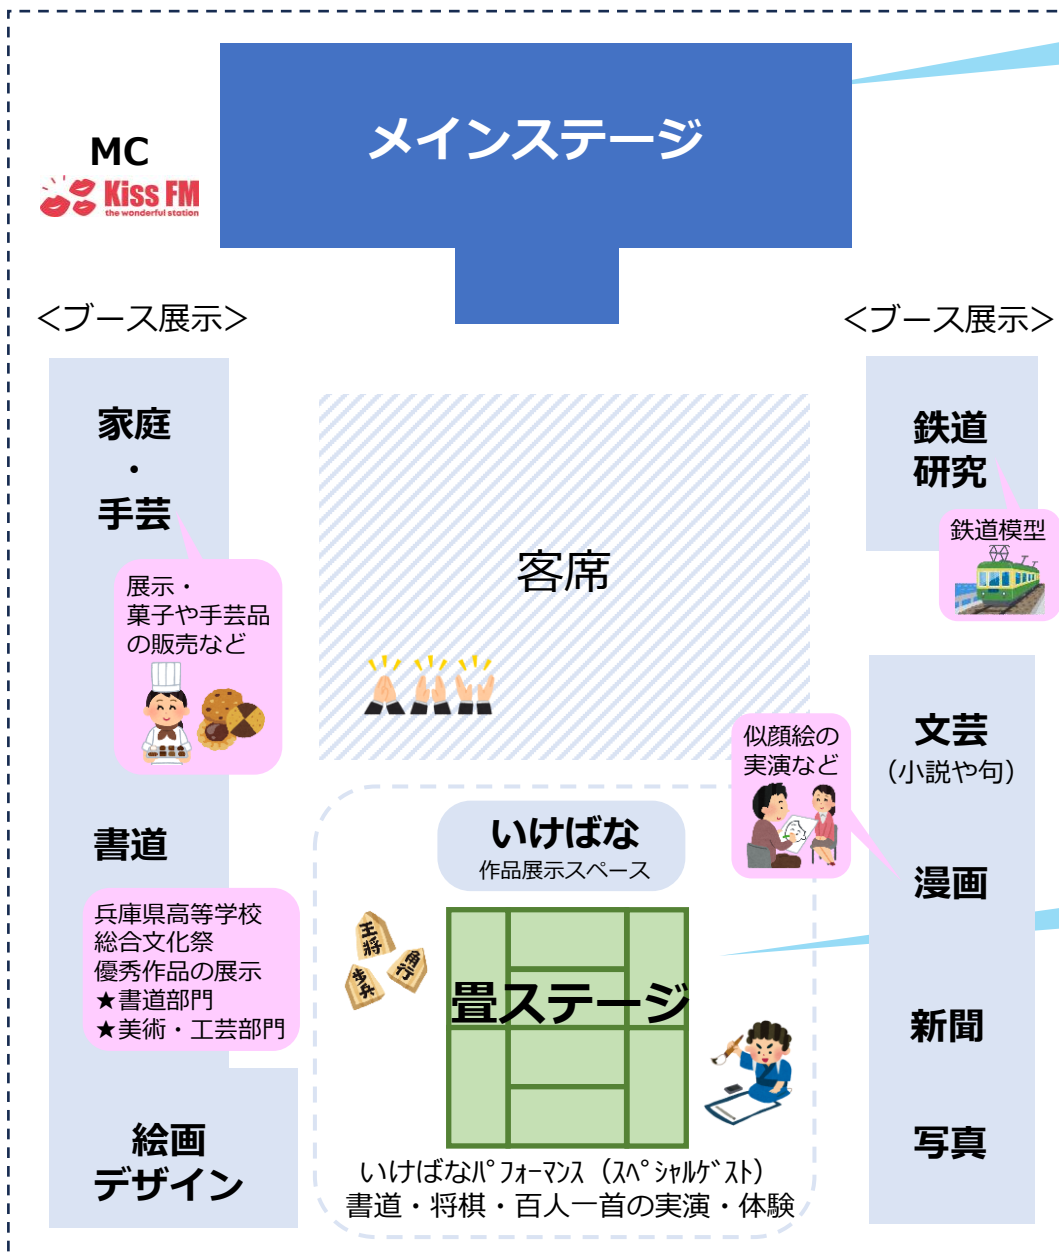 メインステージ
MC
Kiss FM
the wonderful station
＜ブース展示＞
家庭
・
手芸
展示・
菓子や手芸品
の販売など
書道
兵庫県高等学校
総合文化祭
優秀作品の展示
★書道部門
★美術・工芸部門
絵画
デザイン
客席
いけばな
作品展示スペース
王将
角行
歩兵
畳ステージ
いけばなﾊﾟﾌｫｰﾏﾝｽ（ｽﾍﾟｼｬﾙｹﾞｽﾄ）
書道・将棋・百人一首の実演・体験
＜ブース展示＞
鉄道
研究
鉄道模型
文芸
（小説や句）
似顔絵の
実演など
漫画
新聞
写真